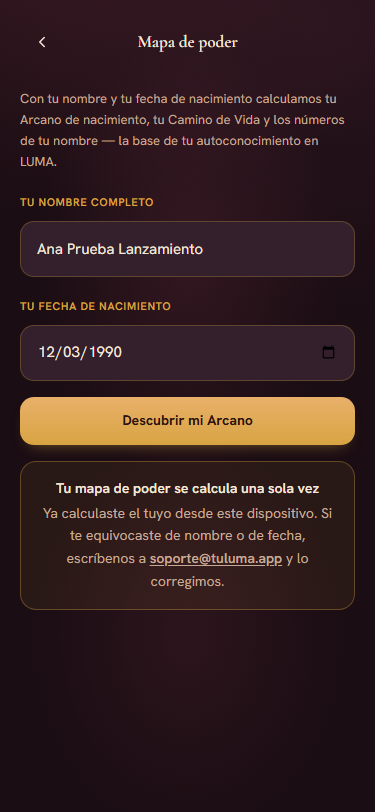 Mapa de poder
Con tu nombre y tu fecha de nacimiento calculamos tu
Arcano de nacimiento, tu Camino de Vida y los números
de tu nombre — la base de tu autoconocimiento en
LUMA.
TU NOMBRE COMPLETO
Ana Prueba Lanzamiento
TU FECHA DE NACIMIENTO
12/03/1990
Descubrir mi Arcano
Tu mapa de poder se calcula una sola vez
Ya calculaste el tuyo desde este dispositivo. Si
te equivocaste de nombre o de fecha,
escríbenos a soporte@tuluma.app y lo
corregimos.